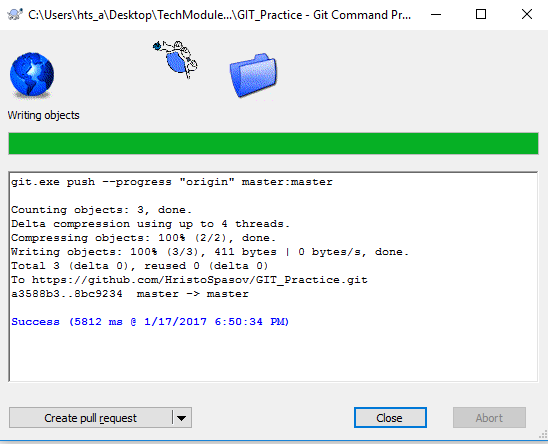 C:\Users\hts_a\Desktop\TechModule...\GIT_Practice - Git Command Pr...
Writing objects
git.exe push --progress "origin" master:master
Counting objects: 3, done.
Delta compression using up to 4 threads.
Compressing objects: 100% (2/2), done.
Writing objects: 100% (3/3), 411 bytes | 0 bytes/s, done.
Total 3 (delta 0), reused 0 (delta 0)
To https://github.com/HristoSpasov/GIT_Practice.git
a3588b3..8bc9234  master -> master
Success (5812 ms @ 1/17/2017 6:50:34 PM)
Create pull request
Close
Abort